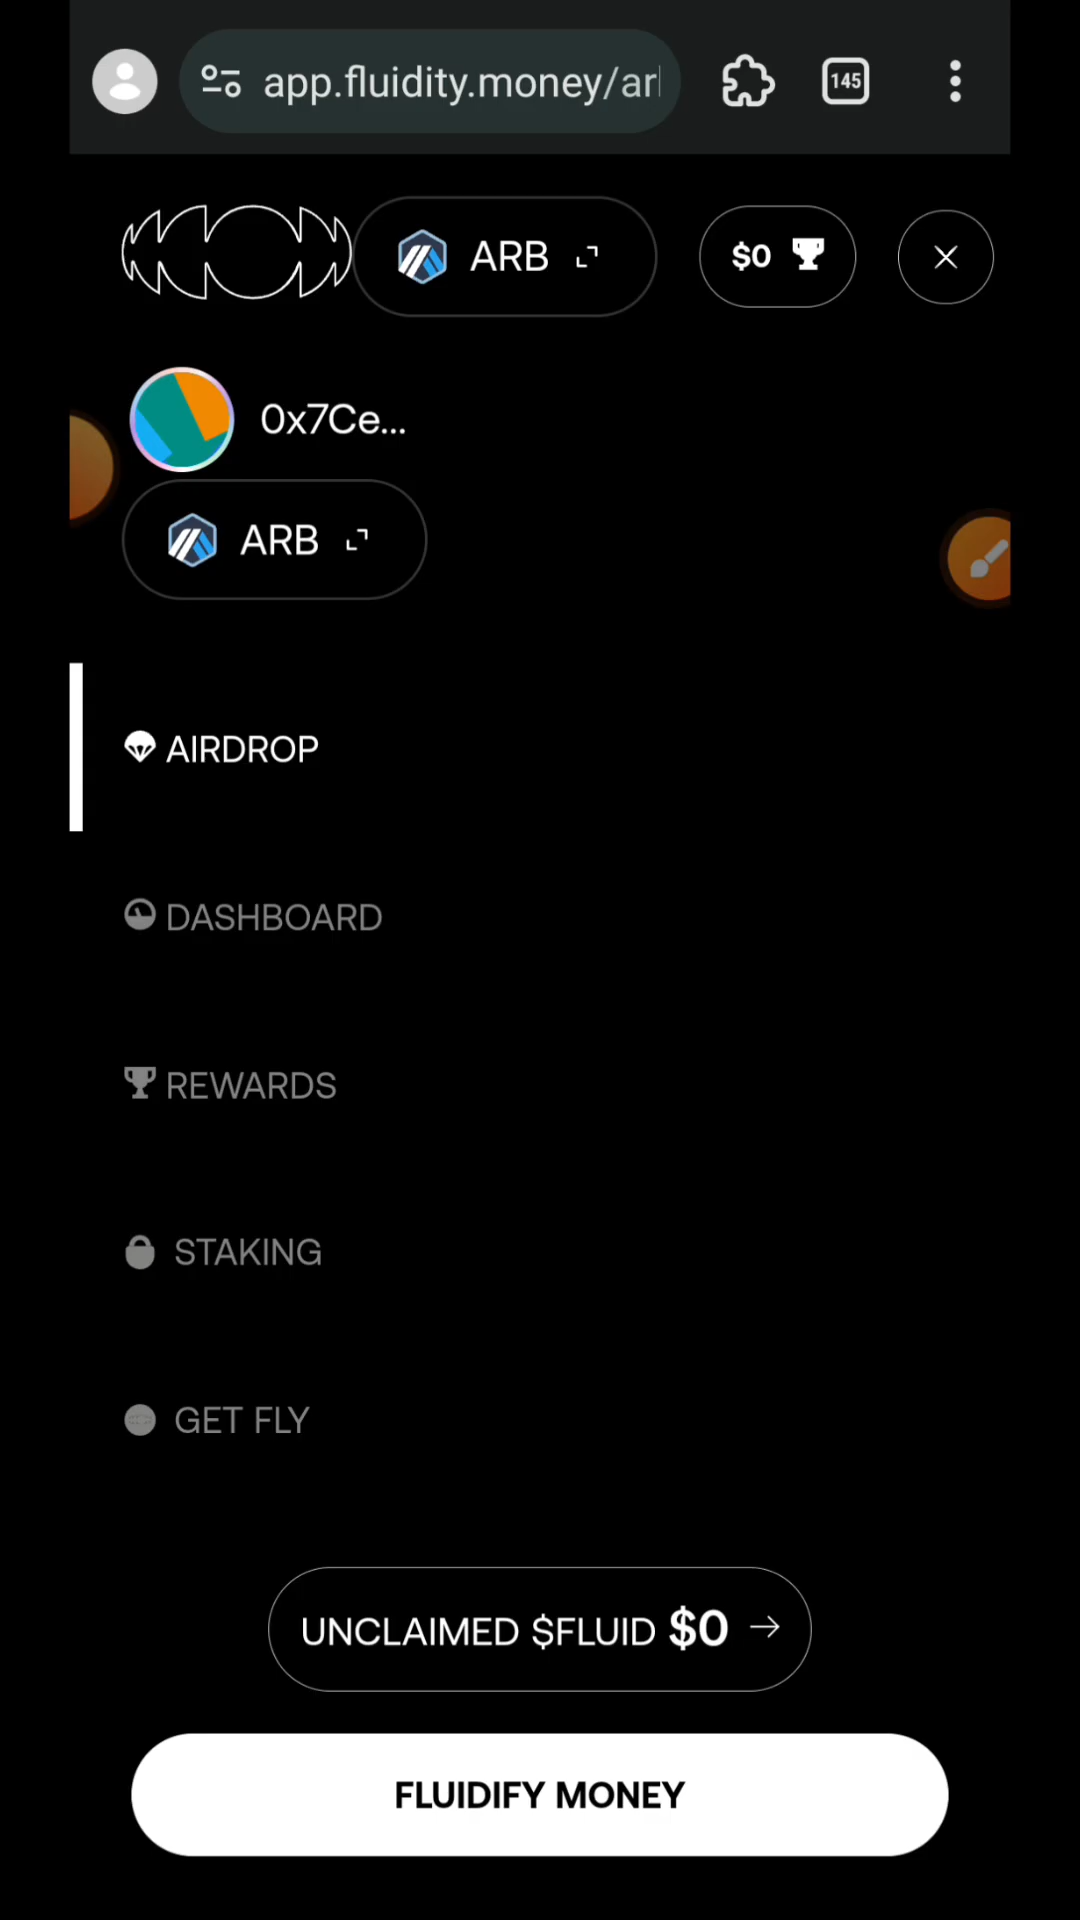 app.fluidity.money/ar
145
ARB
$0
0x7Ce...
ARB
AIRDROP
DASHBOARD
REWARDS
STAKING
GET FLY
UNCLAIMED $FLUID $0 →
FLUIDIFY MONEY